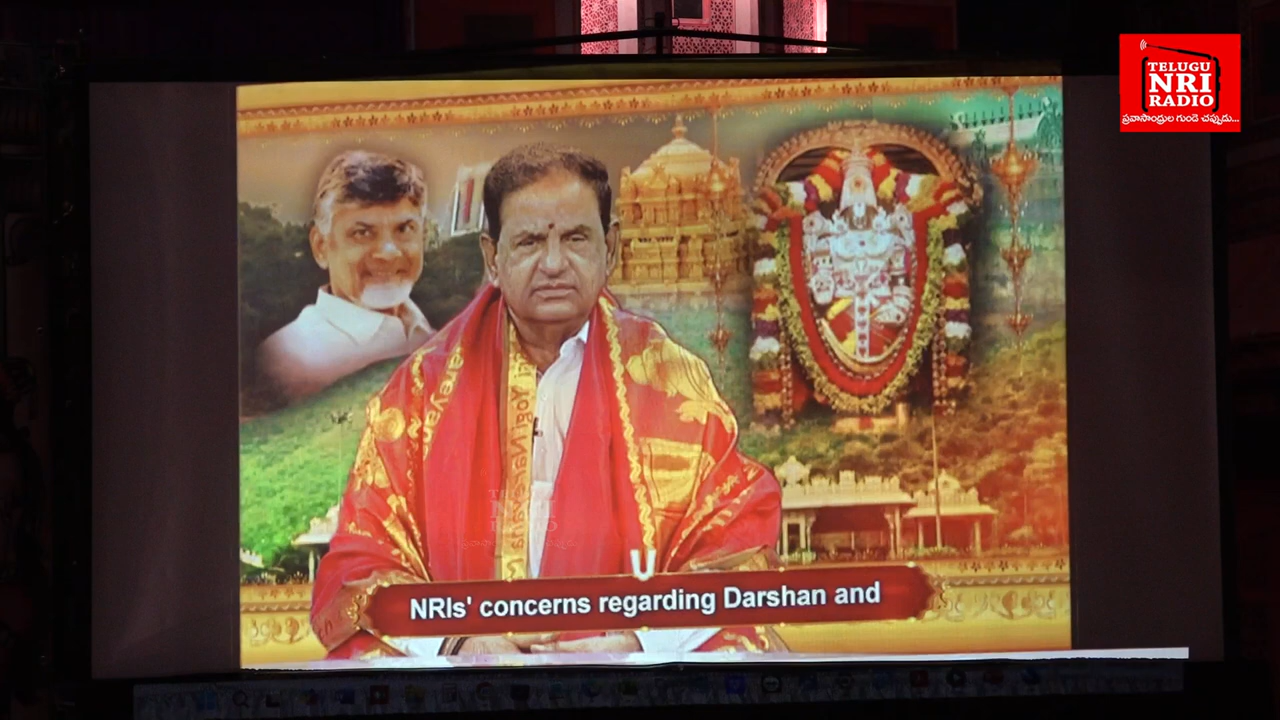 TELUGU
NRI
RADIO
ప్రవాసాంధ్రుల గుండె చప్పుడు...
NRIs' concerns regarding Darshan and